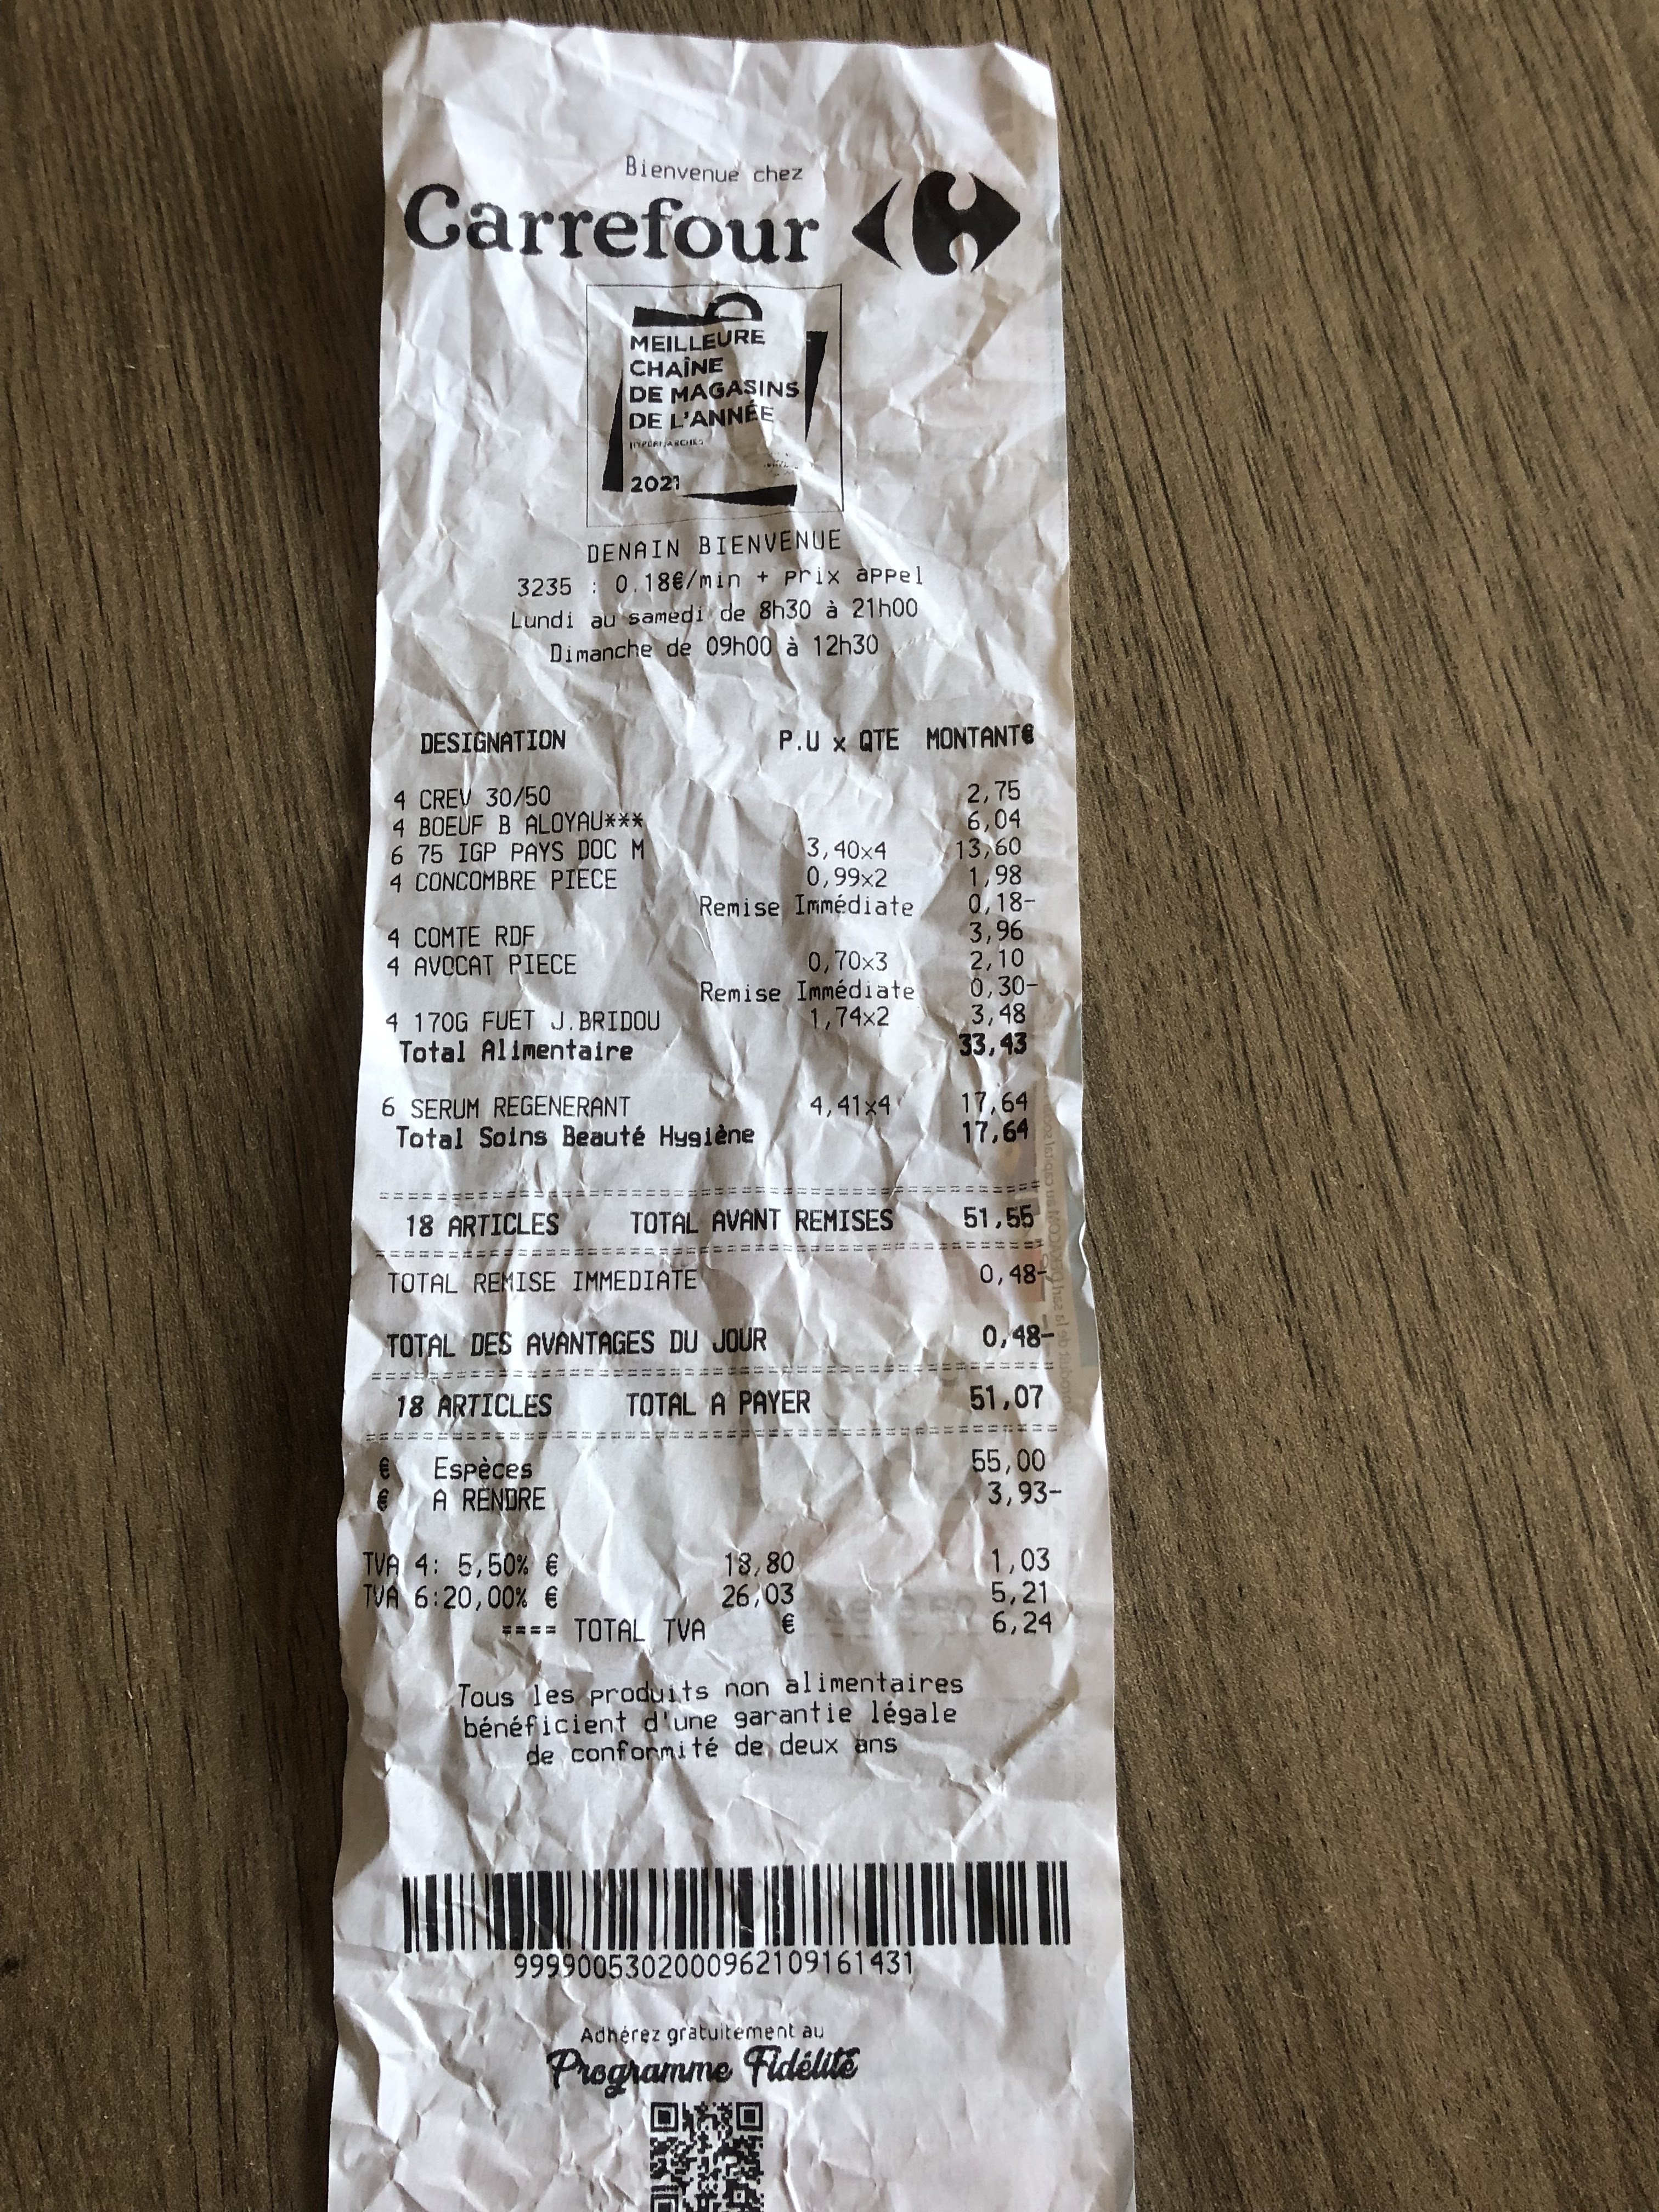 Bienvenue chez
Carrefour
MEILLEURE
CHAÎNE
DE MAGASINS
DE L'ANNÉE
2021
DENAIN BIENVENUE
3235 : 0.18€/min + prix appel
Lundi au samedi de 8h30 à 21h00
Dimanche de 09h00 à 12h30
DESIGNATION P.U x QTE MONTANT€
4 CREV 30/50 2,75
4 BOEUF B ALOYAU*** 6,04
6 75 IGP PAYS DOC M 3,40x4 13,60
4 CONCOMBRE PIECE 0,99x2 1,98
Remise Immédiate 0,18-
4 COMTE RDF 3,96
4 AVOCAT PIECE 0,70x3 2,10
Remise Immédiate 0,30-
4 170G FUET J.BRIDOU 1,74x2 3,48
Total Alimentaire 33,43
6 SERUM REGENERANT 4,41x4 17,64
Total Soins Beauté Hygiène 17,64
18 ARTICLES TOTAL AVANT REMISES 51,55
TOTAL REMISE IMMEDIATE 0,48-
TOTAL DES AVANTAGES DU JOUR 0,48-
18 ARTICLES TOTAL A PAYER 51,07
€ Espèces 55,00
€ A RENDRE 3,93-
TVA 4: 5,50% € 18,80 1,03
TVA 6:20,00% € 26,03 5,21
==== TOTAL TVA € 6,24
Tous les produits non alimentaires
bénéficient d'une garantie légale
de conformité de deux ans
9999005302000962109161431
Adhérez gratuitement au
Programme Fidélité